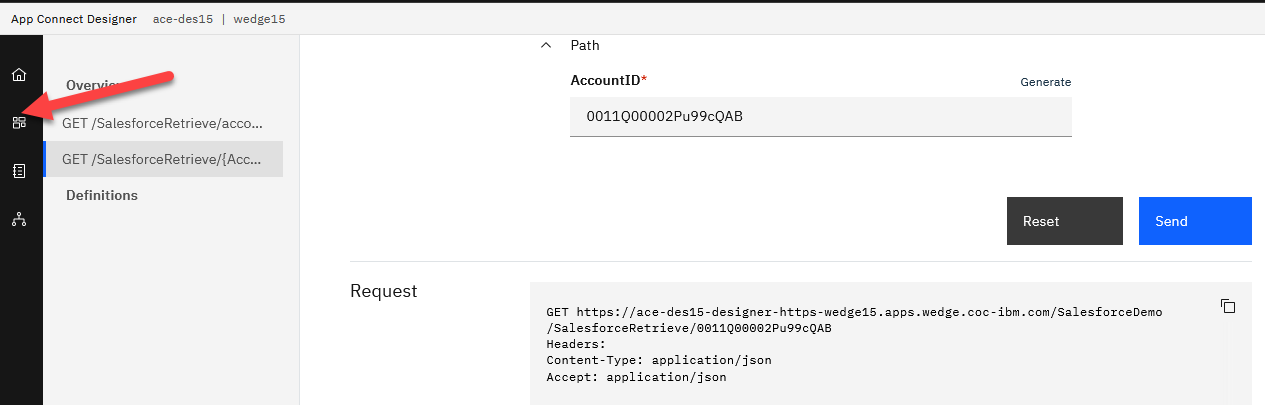 App Connect Designer ace-des15 | wedge15
Path
Overview
AccountID*
Generate
0011Q00002Pu99cQAB
GET /SalesforceRetrieve/acco...
GET /SalesforceRetrieve/{Acc...
Definitions
Reset
Send
Request
GET https://ace-des15-designer-https-wedge15.apps.wedge.coc-ibm.com/SalesforceDemo
/SalesforceRetrieve/0011Q00002Pu99cQAB
Headers:
Content-Type: application/json
Accept: application/json